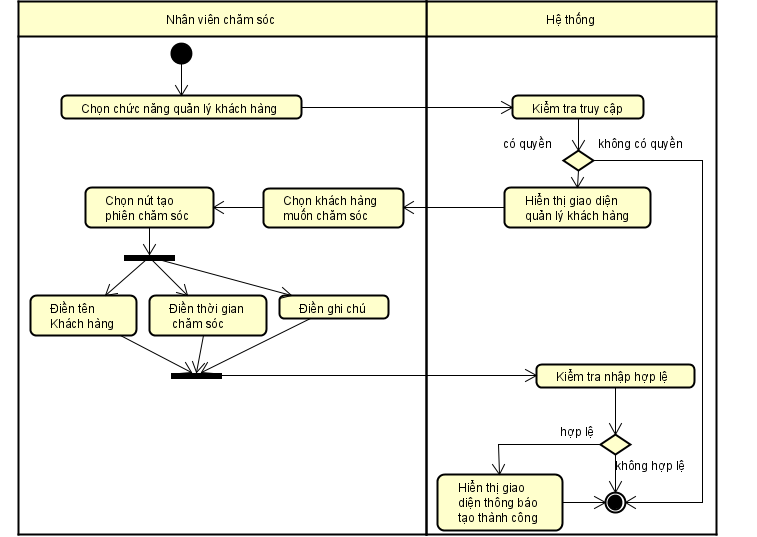 Nhân viên chăm sóc
Hệ thống
Chọn chức năng quản lý khách hàng
Kiểm tra truy cập
có quyền
không có quyền
Chọn nút tạo
phiên chăm sóc
Chọn khách hàng
muốn chăm sóc
Hiển thị giao diện
quản lý khách hàng
Điền tên
Khách hàng
Điền thời gian
chăm sóc
Điền ghi chú
Kiểm tra nhập hợp lệ
hợp lệ
không hợp lệ
Hiển thị giao
diện thông báo
tạo thành công